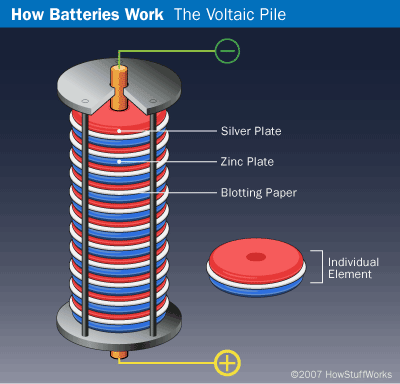 How Batteries Work The Voltaic Pile
−
Silver Plate
Zinc Plate
Blotting Paper
Individual
Element
+
©2007 HowStuffWorks